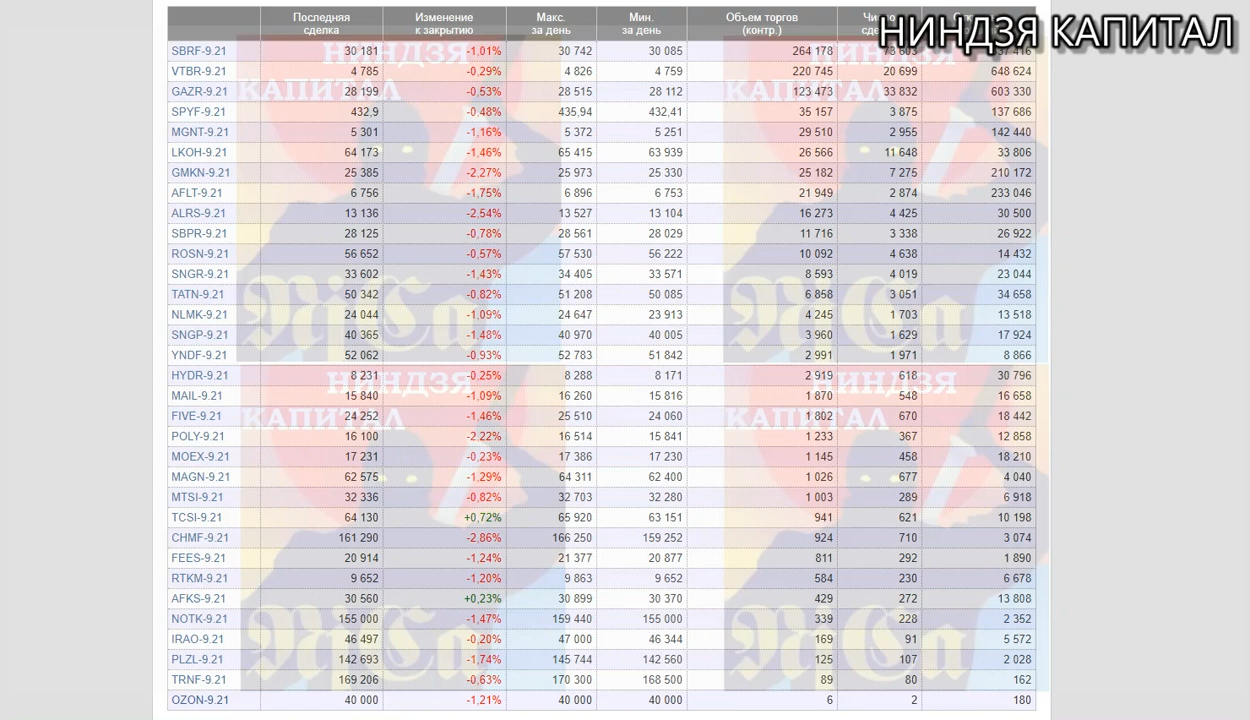 НИНДЗЯ КАПИТАЛ
Последняя сделка Изменение к закрытию Макс. за день Мин. за день Объем торгов (контр.)
SBRF-9.21 30 181 -1,01% 30 742 30 085 264 178
VTBR-9.21 4 785 -0,29% 4 826 4 759 220 745 20 699 648 624
GAZR-9.21 28 199 -0,53% 28 515 28 112 123 473 33 832 603 330
SPYF-9.21 432,9 -0,48% 435,94 432,41 35 157 3 875 137 686
MGNT-9.21 5 301 -1,16% 5 372 5 251 29 510 2 955 142 440
LKOH-9.21 64 173 -1,46% 65 415 63 939 26 566 11 648 33 806
GMKN-9.21 25 385 -2,27% 25 973 25 330 25 182 7 275 210 172
AFLT-9.21 6 756 -1,75% 6 896 6 753 21 949 2 874 233 046
ALRS-9.21 13 136 -2,54% 13 527 13 104 16 273 4 425 30 500
SBPR-9.21 28 125 -0,78% 28 561 28 029 11 716 3 338 26 922
ROSN-9.21 56 652 -0,57% 57 530 56 222 10 092 4 638 14 432
SNGR-9.21 33 602 -1,43% 34 405 33 571 8 593 4 019 23 044
TATN-9.21 50 342 -0,82% 51 208 50 085 6 858 3 051 34 658
NLMK-9.21 24 044 -1,09% 24 647 23 913 4 245 1 703 13 518
SNGP-9.21 40 365 -1,48% 40 970 40 005 3 960 1 629 17 924
YNDF-9.21 52 062 -0,93% 52 783 51 842 2 991 1 971 8 866
HYDR-9.21 8 231 -0,25% 8 288 8 171 2 919 618 30 796
MAIL-9.21 15 840 -1,09% 16 260 15 816 1 870 548 16 658
FIVE-9.21 24 252 -1,46% 25 510 24 060 1 802 670 18 442
POLY-9.21 16 100 -2,22% 16 514 15 841 1 233 367 12 858
MOEX-9.21 17 231 -0,23% 17 386 17 230 1 145 458 18 210
MAGN-9.21 62 575 -1,29% 64 311 62 400 1 026 677 4 040
MTSI-9.21 32 336 -0,82% 32 703 32 280 1 003 289 6 918
TCSI-9.21 64 130 +0,72% 65 920 63 151 941 621 10 198
CHMF-9.21 161 290 -2,86% 166 250 159 252 924 710 3 074
FEES-9.21 20 914 -1,24% 21 377 20 877 811 292 1 890
RTKM-9.21 9 652 -1,20% 9 863 9 652 584 230 6 678
AFKS-9.21 30 560 +0,23% 30 899 30 370 429 272 13 808
NOTK-9.21 155 000 -1,47% 159 440 155 000 339 228 2 352
IRAO-9.21 46 497 -0,20% 47 000 46 344 169 91 5 572
PLZL-9.21 142 693 -1,74% 145 744 142 560 125 107 2 028
TRNF-9.21 169 206 -0,63% 170 300 168 500 89 80 162
OZON-9.21 40 000 -1,21% 40 000 40 000 6 2 180
НИНДЗЯ
КАПИТАЛ
NjCa
НИНДЗЯ
КАПИТАЛ
NjCa
НИНДЗЯ
КАПИТАЛ
NjCa
НИНДЗЯ
КАПИТАЛ
NjCa